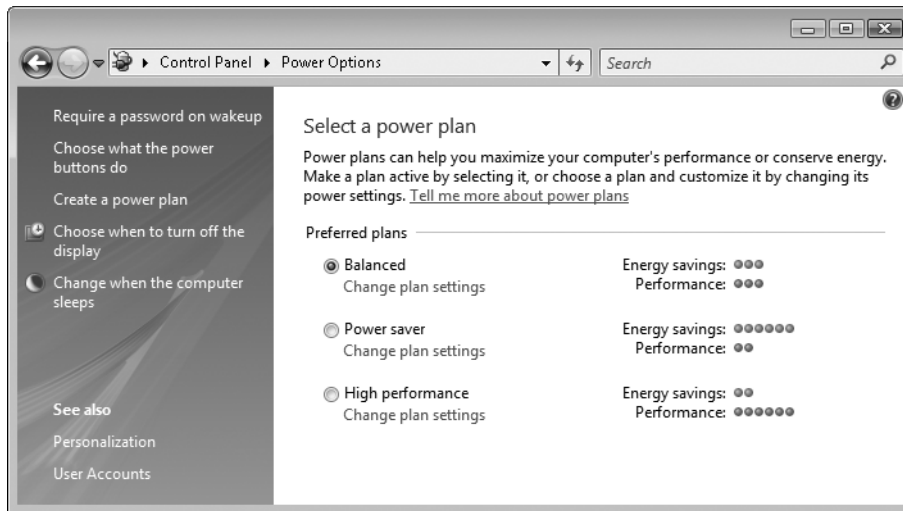 Control Panel ▸ Power Options
Search
Require a password on wakeup
Choose what the power
buttons do
Create a power plan
Choose when to turn off the
display
Change when the computer
sleeps
See also
Personalization
User Accounts
Select a power plan
Power plans can help you maximize your computer's performance or conserve energy.
Make a plan active by selecting it, or choose a plan and customize it by changing its
power settings. Tell me more about power plans
Preferred plans
Balanced Energy savings:
Change plan settings Performance:
Power saver Energy savings:
Change plan settings Performance:
High performance Energy savings:
Change plan settings Performance: